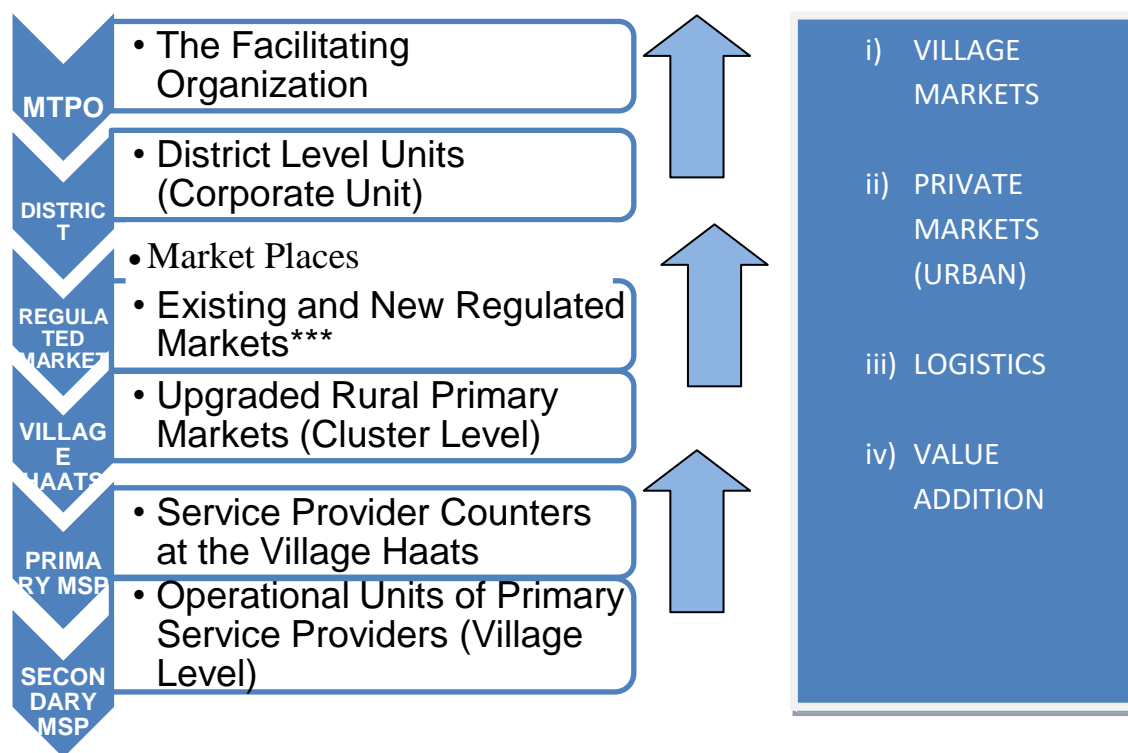 MTPO
• The Facilitating
Organization
DISTRIC
T
• District Level Units
(Corporate Unit)
• Market Places
REGULA
TED
MARKET
• Existing and New Regulated
Markets***
VILLAG
E
HAATS
• Upgraded Rural Primary
Markets (Cluster Level)
PRIMA
RY MSP
• Service Provider Counters
at the Village Haats
SECON
DARY
MSP
• Operational Units of Primary
Service Providers (Village
Level)
i) VILLAGE
MARKETS
ii) PRIVATE
MARKETS
(URBAN)
iii) LOGISTICS
iv) VALUE
ADDITION